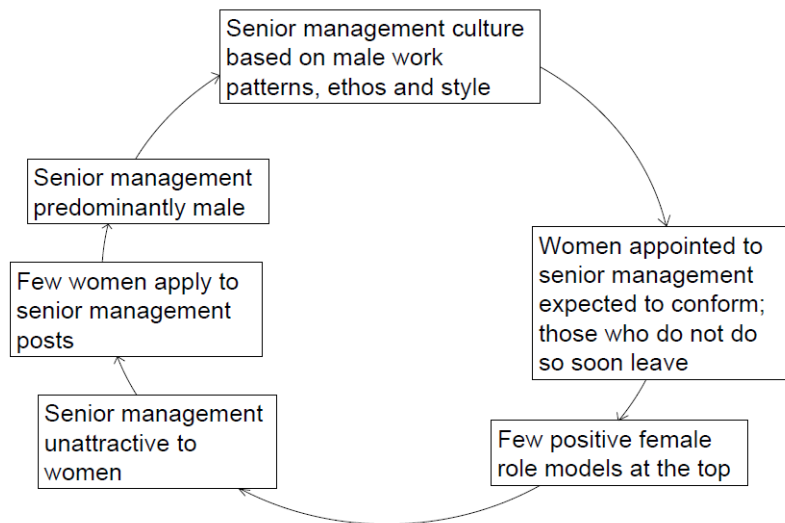 Senior management culture
based on male work
patterns, ethos and style
Women appointed to
senior management
expected to conform;
those who do not do
so soon leave
Few positive female
role models at the top
Senior management
unattractive to
women
Few women apply to
senior management
posts
Senior management
predominantly male